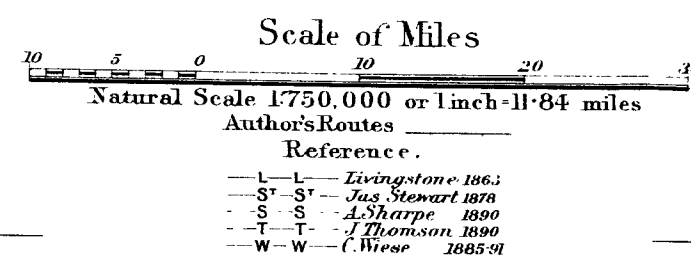 Scale of Miles
10 5 0 10 20
Natural Scale 1:750,000 or 1 inch = 11·84 miles
Author's Routes
Reference.
L L Livingstone 1863
Sᵀ Sᵀ Jas Stewart 1878
S S A.Sharpe 1890
T T J Thomson 1890
W W C.Wiese 1885-91